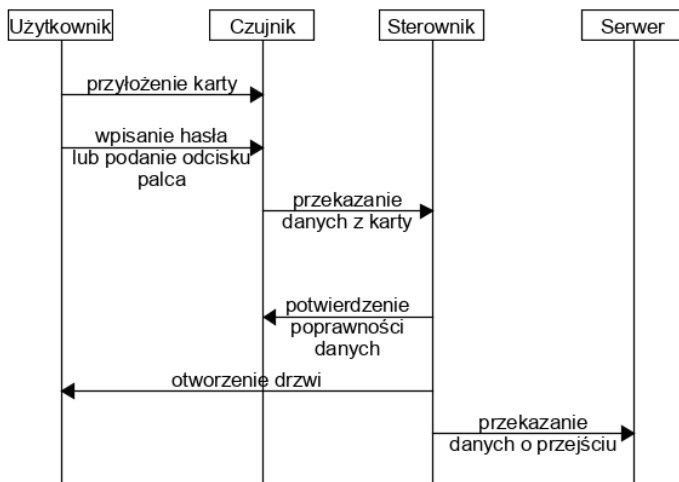 Użytkownik
Czujnik
Sterownik
Serwer
przyłożenie karty
wpisanie hasła
lub podanie odcisku
palca
przekazanie
danych z karty
potwierdzenie
poprawności
danych
otworzenie drzwi
przekazanie
danych o przejściu